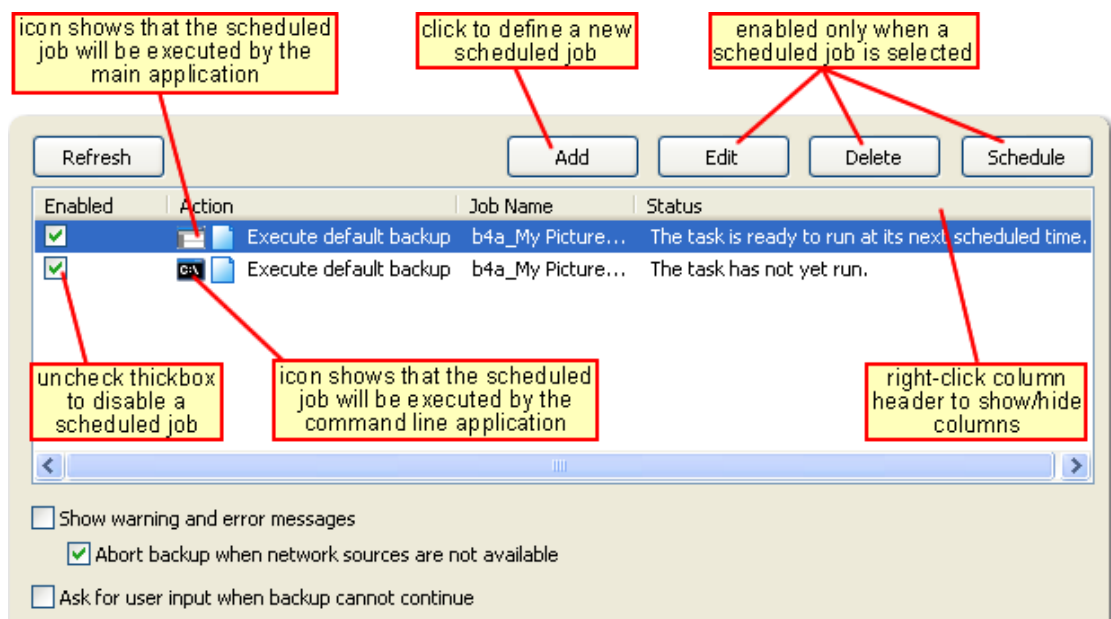 icon shows that the scheduled
job will be executed by the
main application
click to define a new
scheduled job
enabled only when a
scheduled job is selected
Refresh
Add
Edit
Delete
Schedule
Enabled Action Job Name Status
Execute default backup b4a_My Picture... The task is ready to run at its next scheduled time.
C:\ Execute default backup b4a_My Picture... The task has not yet run.
uncheck thickbox
to disable a
scheduled job
icon shows that the scheduled
job will be executed by the
command line application
right-click column
header to show/hide
columns
Show warning and error messages
Abort backup when network sources are not available
Ask for user input when backup cannot continue